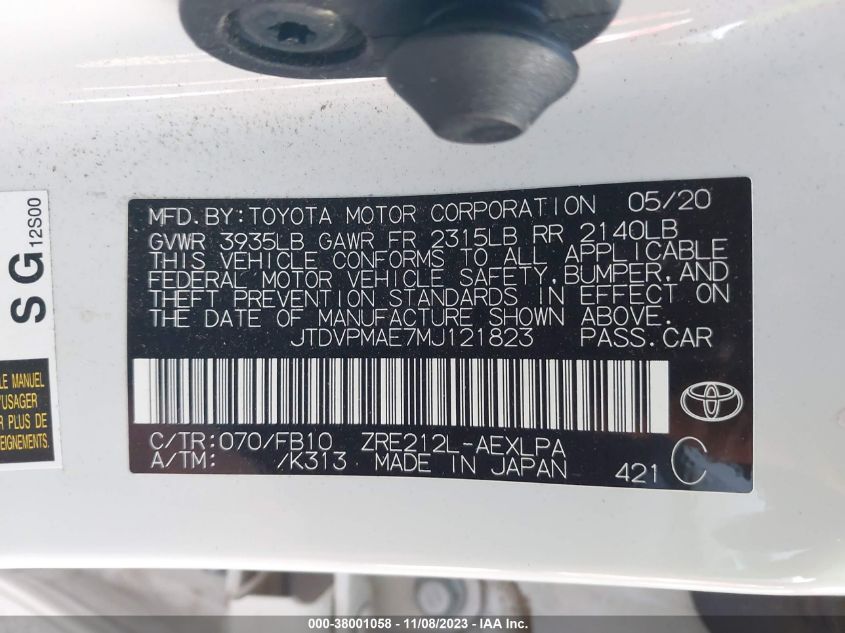 MFD. BY: TOYOTA MOTOR CORPORATION 05/20
GVWR 3935LB GAWR FR 2315LB RR 2140LB
THIS VEHICLE CONFORMS TO ALL APPLICABLE
FEDERAL MOTOR VEHICLE SAFETY, BUMPER, AND
THEFT PREVENTION STANDARDS IN EFFECT ON
THE DATE OF MANUFACTURE SHOWN ABOVE.
JTDVPMAE7MJ121823 PASS. CAR
C/TR: 070/FB10 ZRE212L-AEXLPA
A/TM: /K313 MADE IN JAPAN 421 C
SG 12S00
LE MANUEL
'USAGER
R PLUS DE
EIGN.
000-38001058 - 11/08/2023 - IAA Inc.